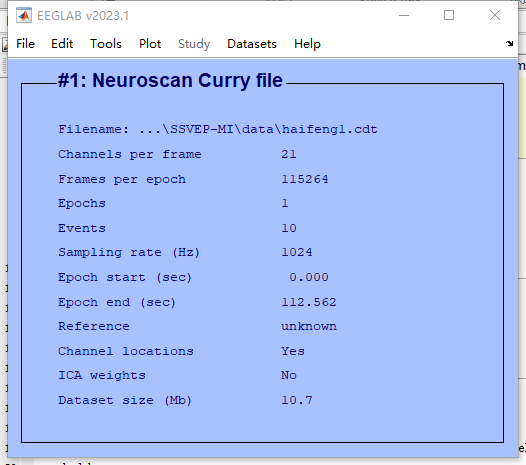 EEGLAB v2023.1
File Edit Tools Plot Study Datasets Help
#1: Neuroscan Curry file
Filename: ...\SSVEP-MI\data\haifeng1.cdt
Channels per frame 21
Frames per epoch 115264
Epochs 1
Events 10
Sampling rate (Hz) 1024
Epoch start (sec) 0.000
Epoch end (sec) 112.562
Reference unknown
Channel locations Yes
ICA weights No
Dataset size (Mb) 10.7